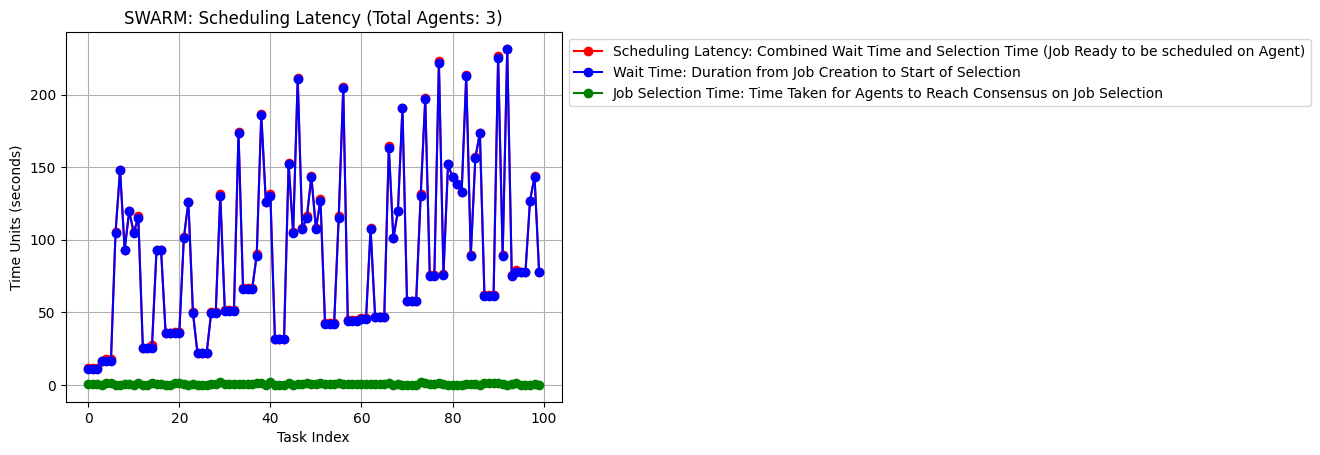 SWARM: Scheduling Latency (Total Agents: 3)
Scheduling Latency: Combined Wait Time and Selection Time (Job Ready to be scheduled on Agent)
Wait Time: Duration from Job Creation to Start of Selection
Job Selection Time: Time Taken for Agents to Reach Consensus on Job Selection
Time Units (seconds)
200
150
100
50
0
0 20 40 60 80 100
Task Index